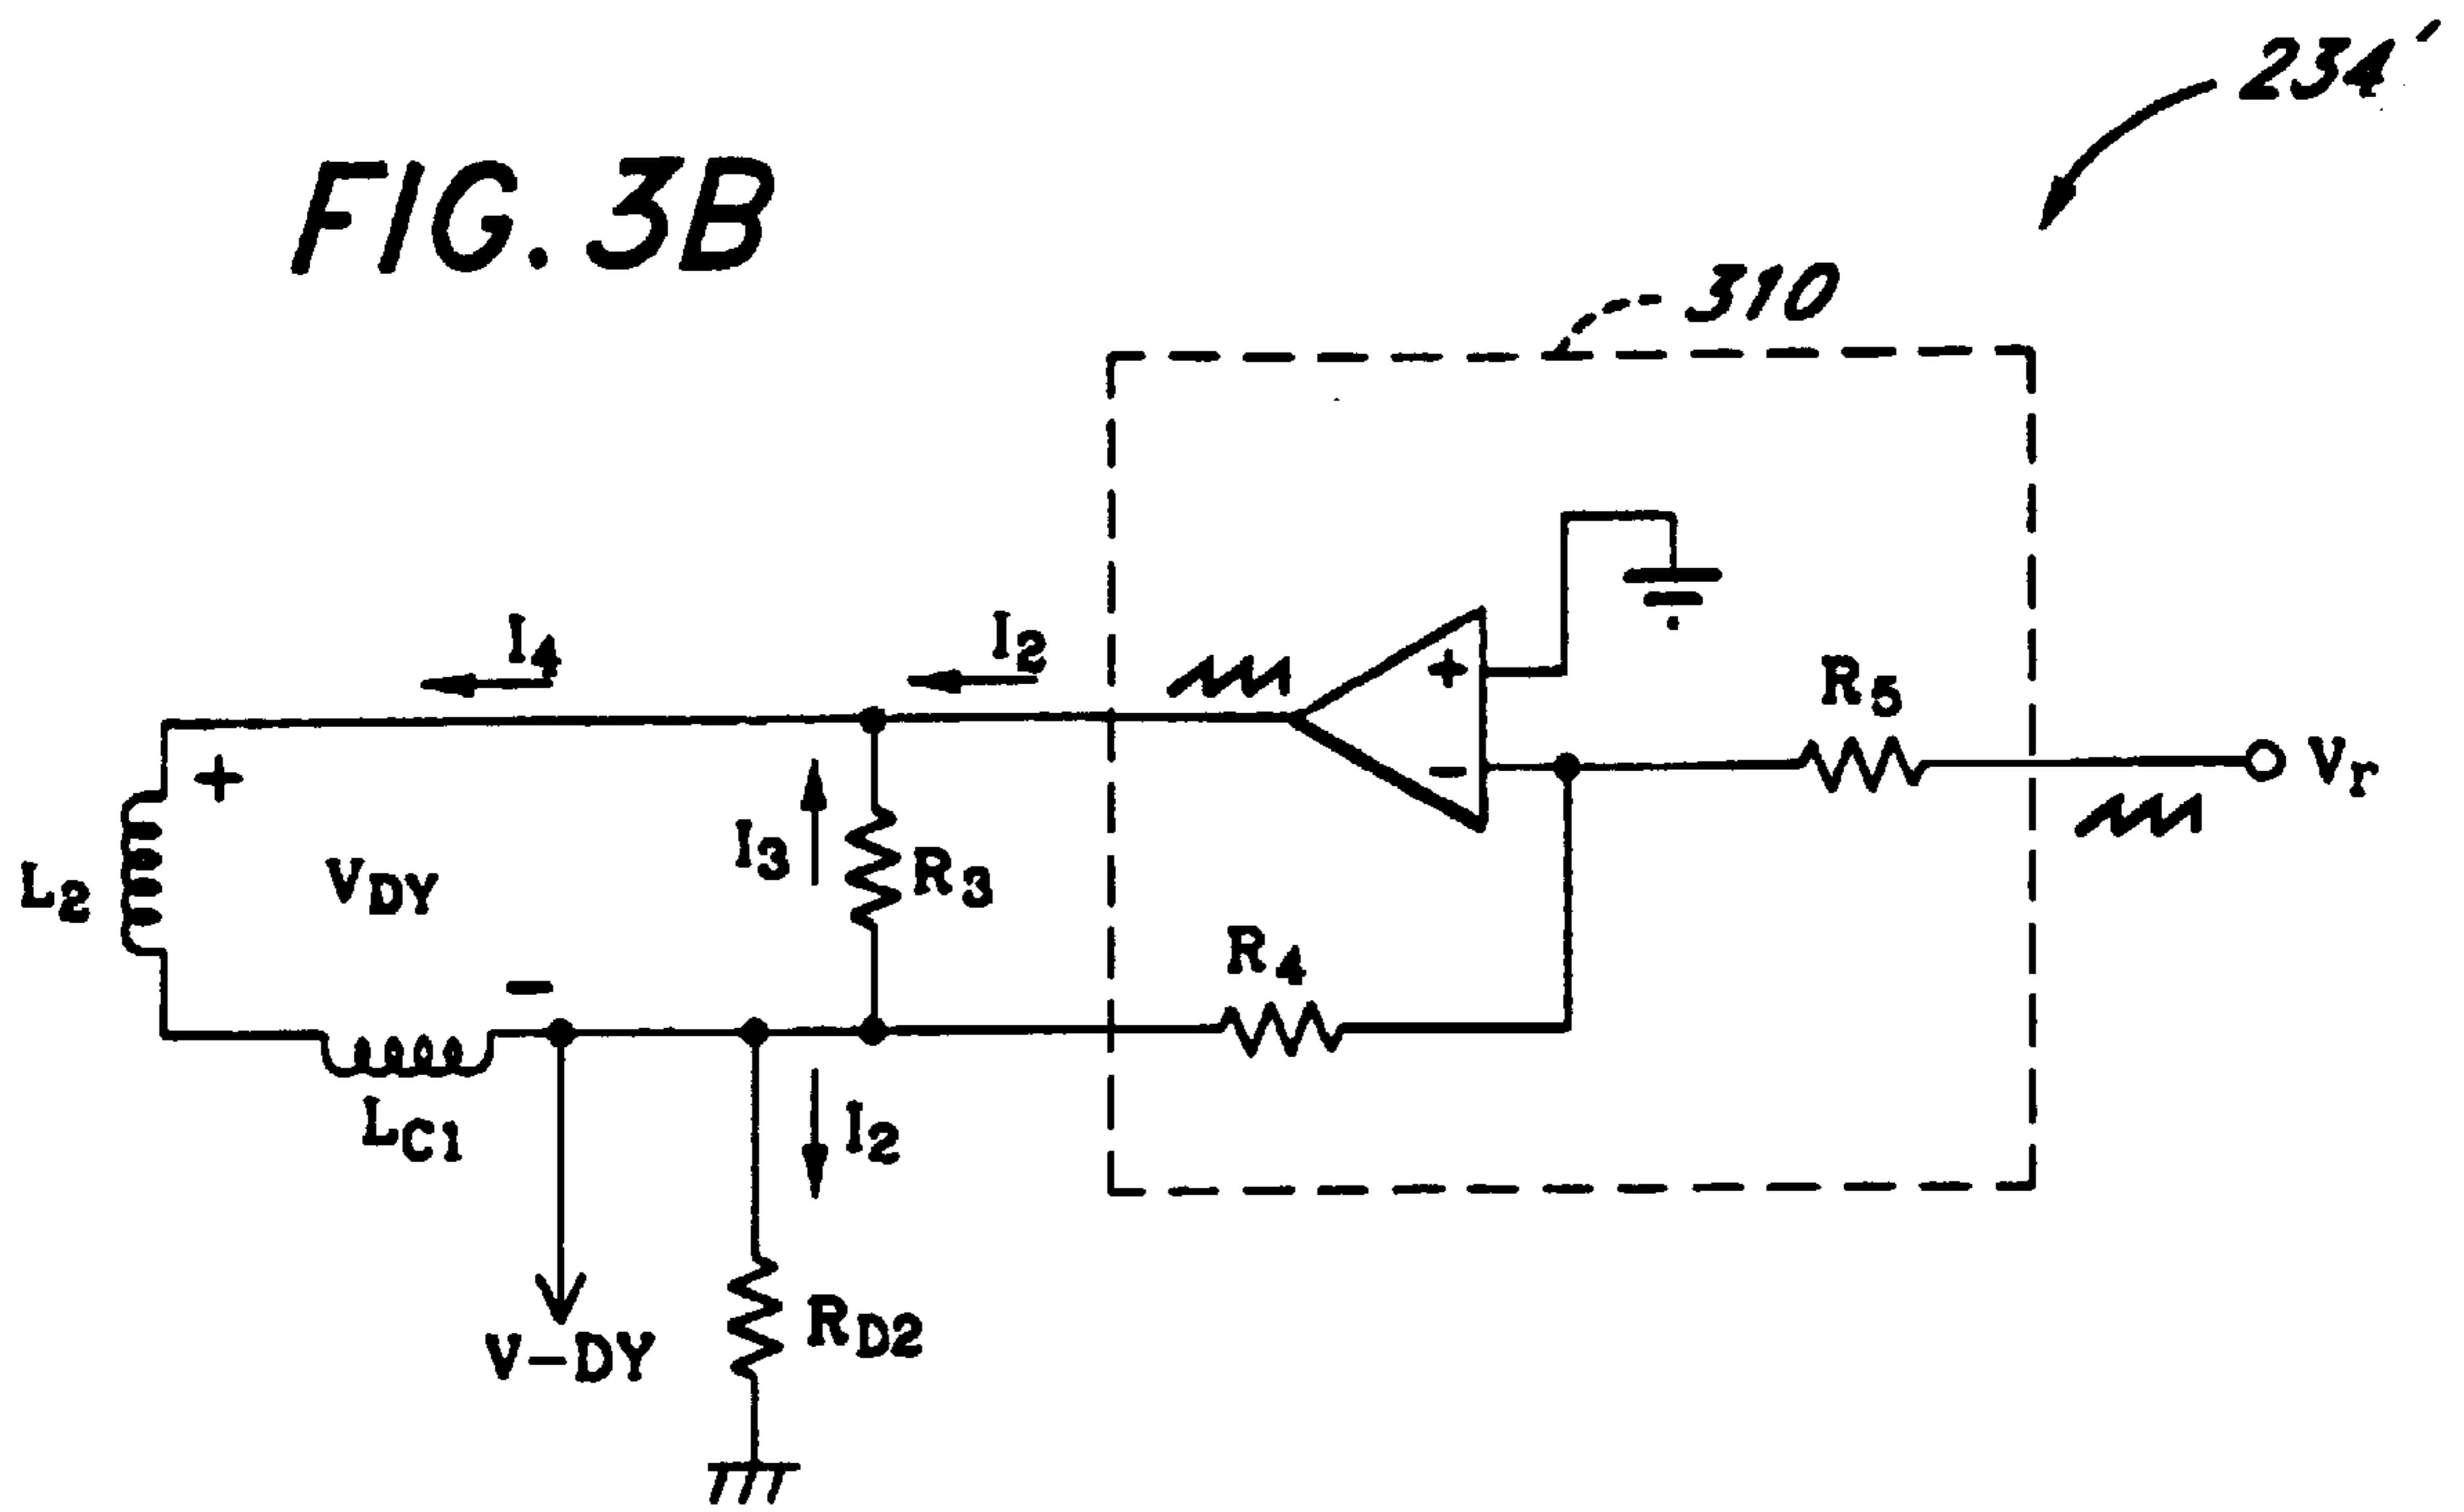 234'
FIG. 3B
310
I4
I2
+
R5
Vr
-
+
I3
R3
L2
VDY
R4
-
LC1
I2
RD2
V-DY